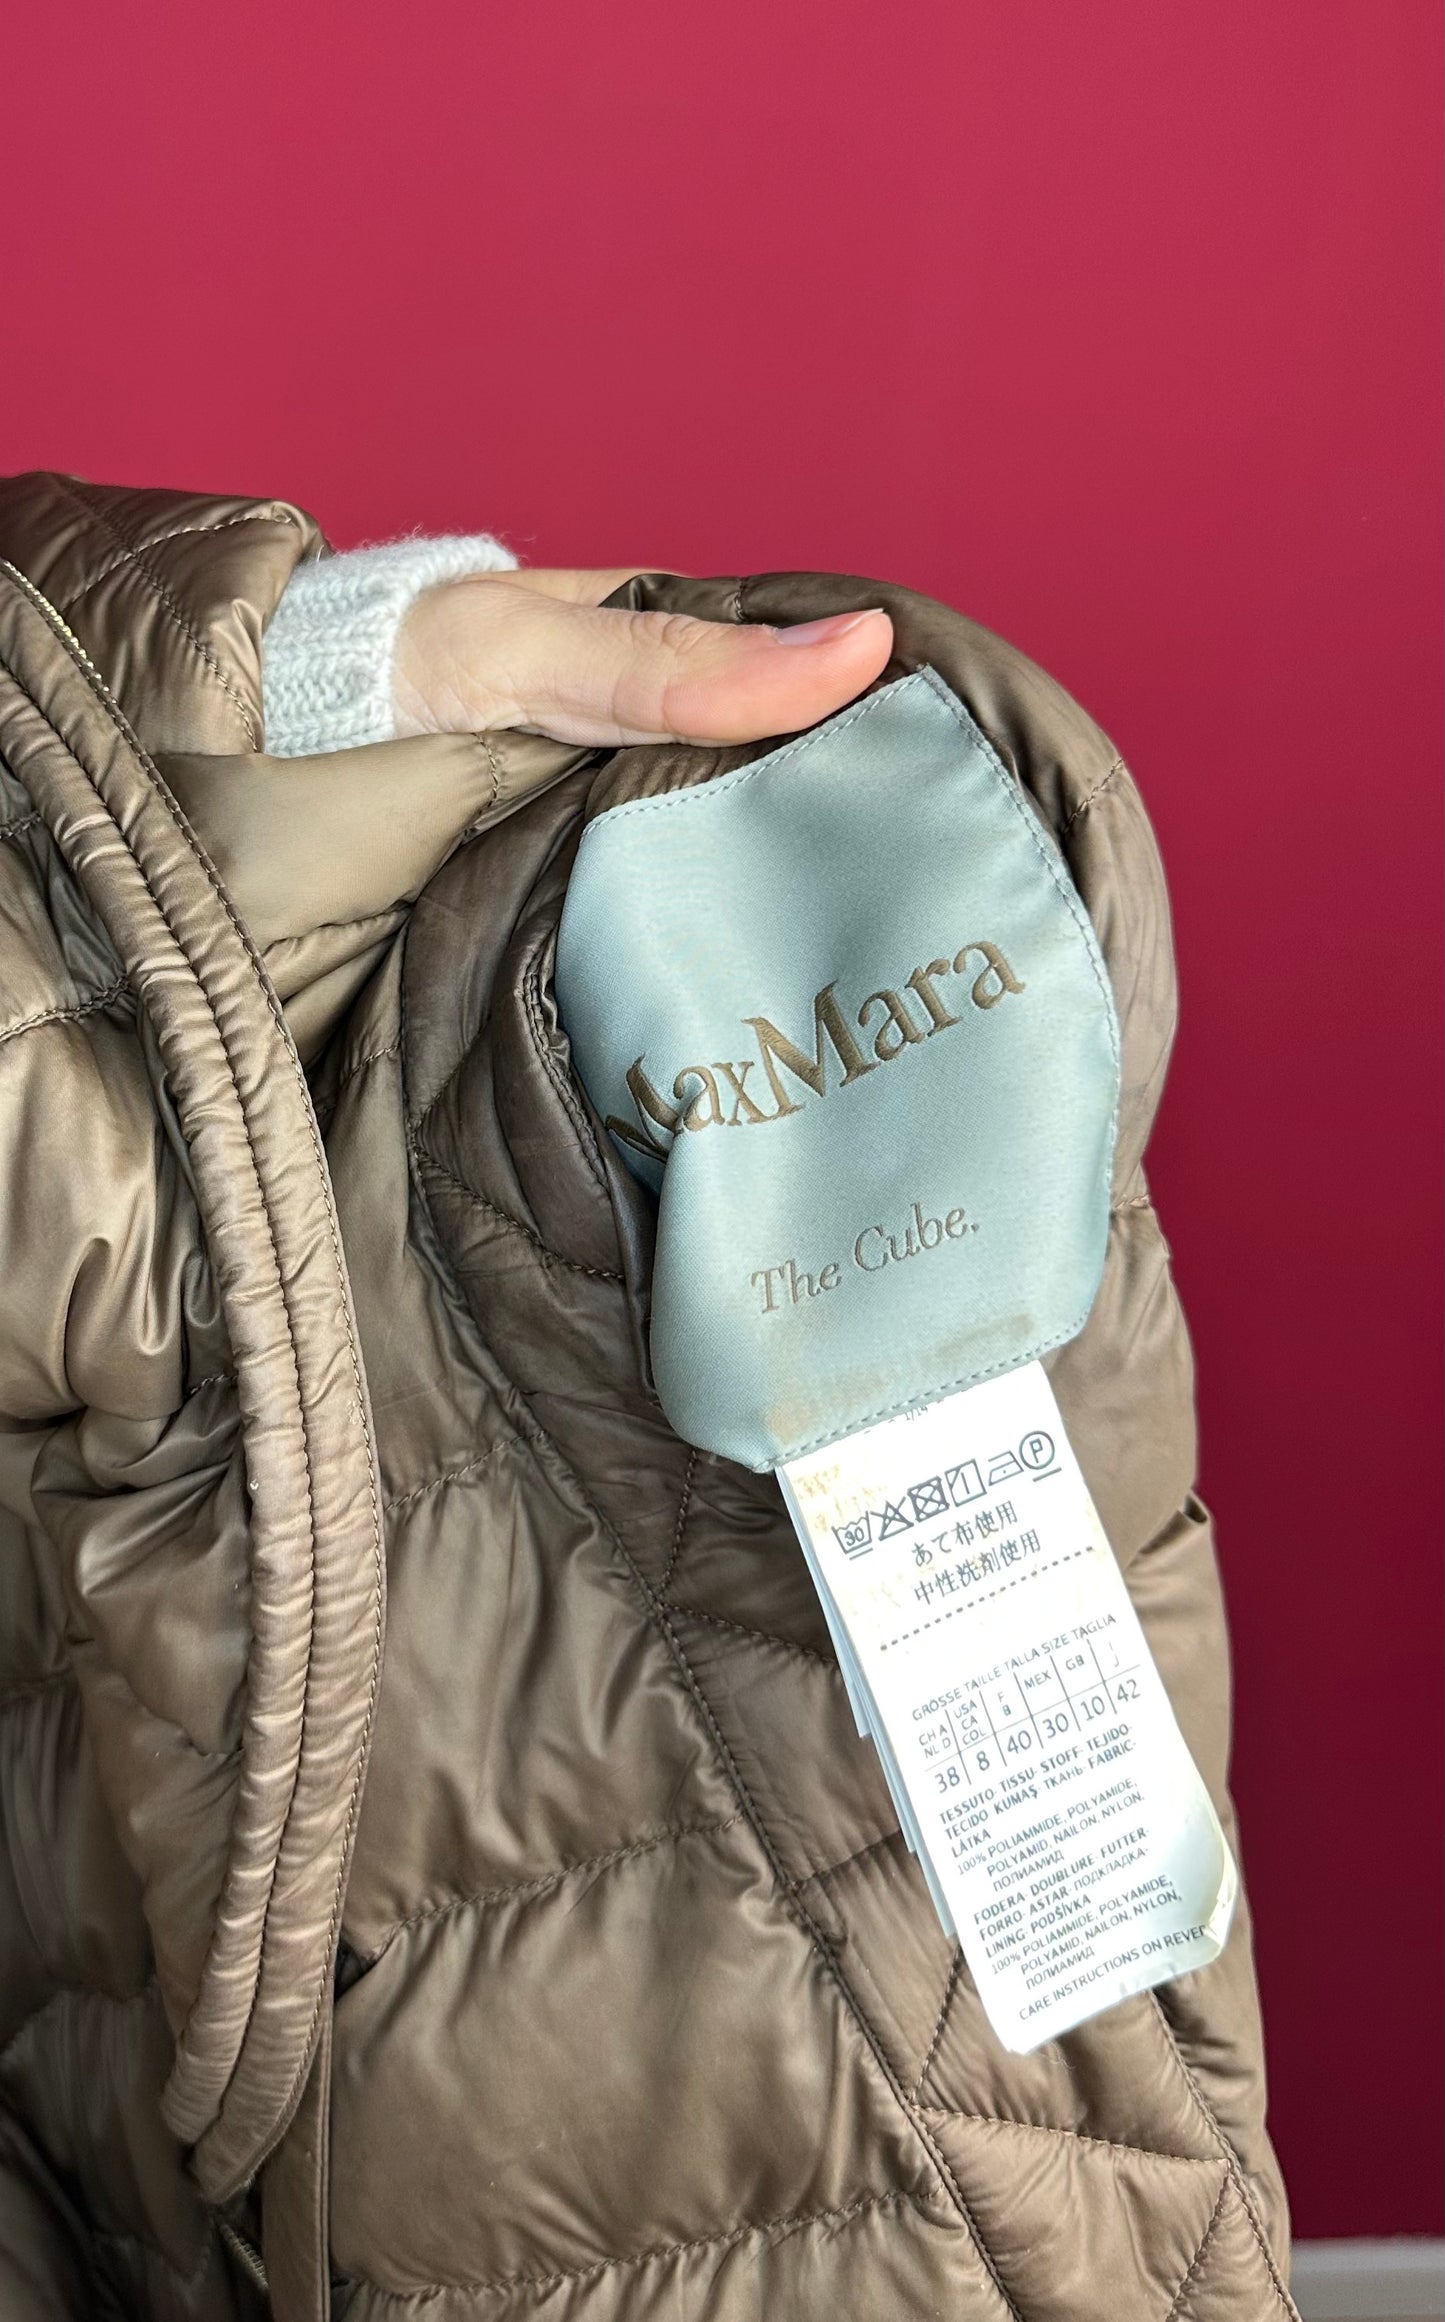 MaxMara
The Cube.
30
P
あて布使用
中性洗剤使用
GROSSE TAILLE TALLA SIZE TAGLIA
CH A NL D
USA CA COL
F B
MEX
GB
J
38 8 40 30 10 42
TESSUTO- TISSU- STOFF- TEJIDO-
TECIDO KUMAŞ- ТКАНЬ- FABRIC-
LÁTKA
100% POLIAMMIDE, POLYAMIDE,
POLYAMID, NAILON, NYLON,
ПОЛИАМИД
FODERA- DOUBLURE- FUTTER-
FORRO- ASTAR- ПОДКЛАДКА-
LINING- PODŠÍVKA
100% POLIAMMIDE, POLYAMIDE,
POLYAMID, NAILON, NYLON,
ПОЛИАМИД
CARE INSTRUCTIONS ON REVER